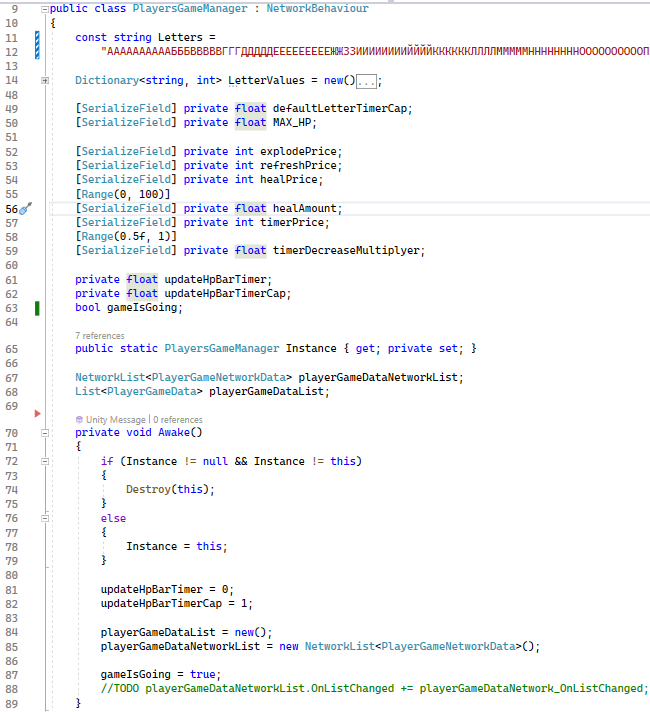 9 public class PlayersGameManager : NetworkBehaviour
10 {
11 const string Letters =
12 "ААААААААААБББВВВВВГГГДДДДДЕЕЕЕЕЕЕЕЕЖЖЗЗИИИИИИИИЙЙЙЙККККККЛЛЛЛМММММННННННННООООООООООП
13
14 Dictionary<string, int> LetterValues = new()...;
48
49 [SerializeField] private float defaultLetterTimerCap;
50 [SerializeField] private float MAX_HP;
51
52 [SerializeField] private int explodePrice;
53 [SerializeField] private int refreshPrice;
54 [SerializeField] private int healPrice;
55 [Range(0, 100)]
56 [SerializeField] private float healAmount;
57 [SerializeField] private int timerPrice;
58 [Range(0.5f, 1)]
59 [SerializeField] private float timerDecreaseMultiplyer;
60
61 private float updateHpBarTimer;
62 private float updateHpBarTimerCap;
63 bool gameIsGoing;
64
7 references
65 public static PlayersGameManager Instance { get; private set; }
66
67 NetworkList<PlayerGameNetworkData> playerGameDataNetworkList;
68 List<PlayerGameData> playerGameDataList;
69
Unity Message | 0 references
70 private void Awake()
71 {
72 if (Instance != null && Instance != this)
73 {
74 Destroy(this);
75 }
76 else
77 {
78 Instance = this;
79 }
80
81 updateHpBarTimer = 0;
82 updateHpBarTimerCap = 1;
83
84 playerGameDataList = new();
85 playerGameDataNetworkList = new NetworkList<PlayerGameNetworkData>();
86
87 gameIsGoing = true;
88 //TODO playerGameDataNetworkList.OnListChanged += playerGameDataNetwork_OnListChanged;
89 }